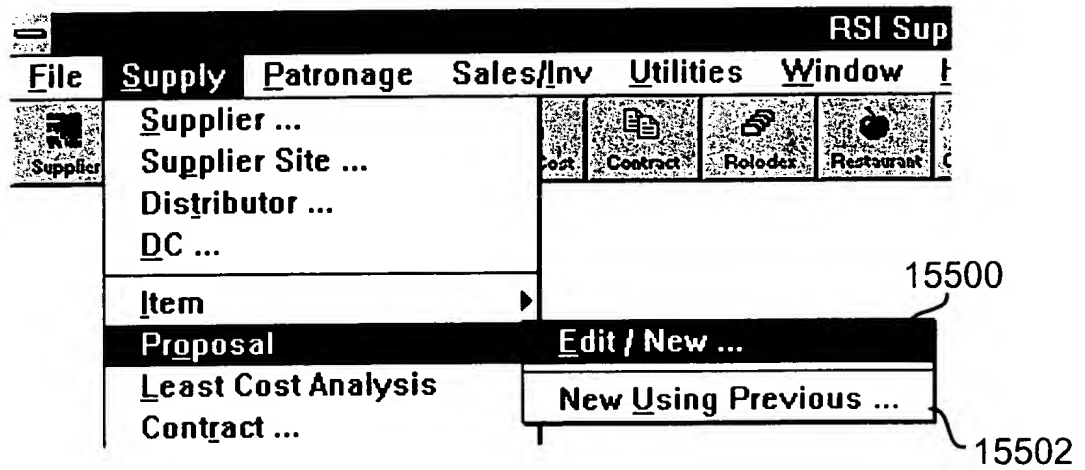 RSI Sup
File Supply Patronage Sales/Inv Utilities Window H
Supplier Cost Contract Rolodex Restaurant
Supplier ...
Supplier Site ...
Distributor ...
DC ...
15500
Item
Proposal Edit / New ...
Least Cost Analysis
New Using Previous ...
Contract ...
15502